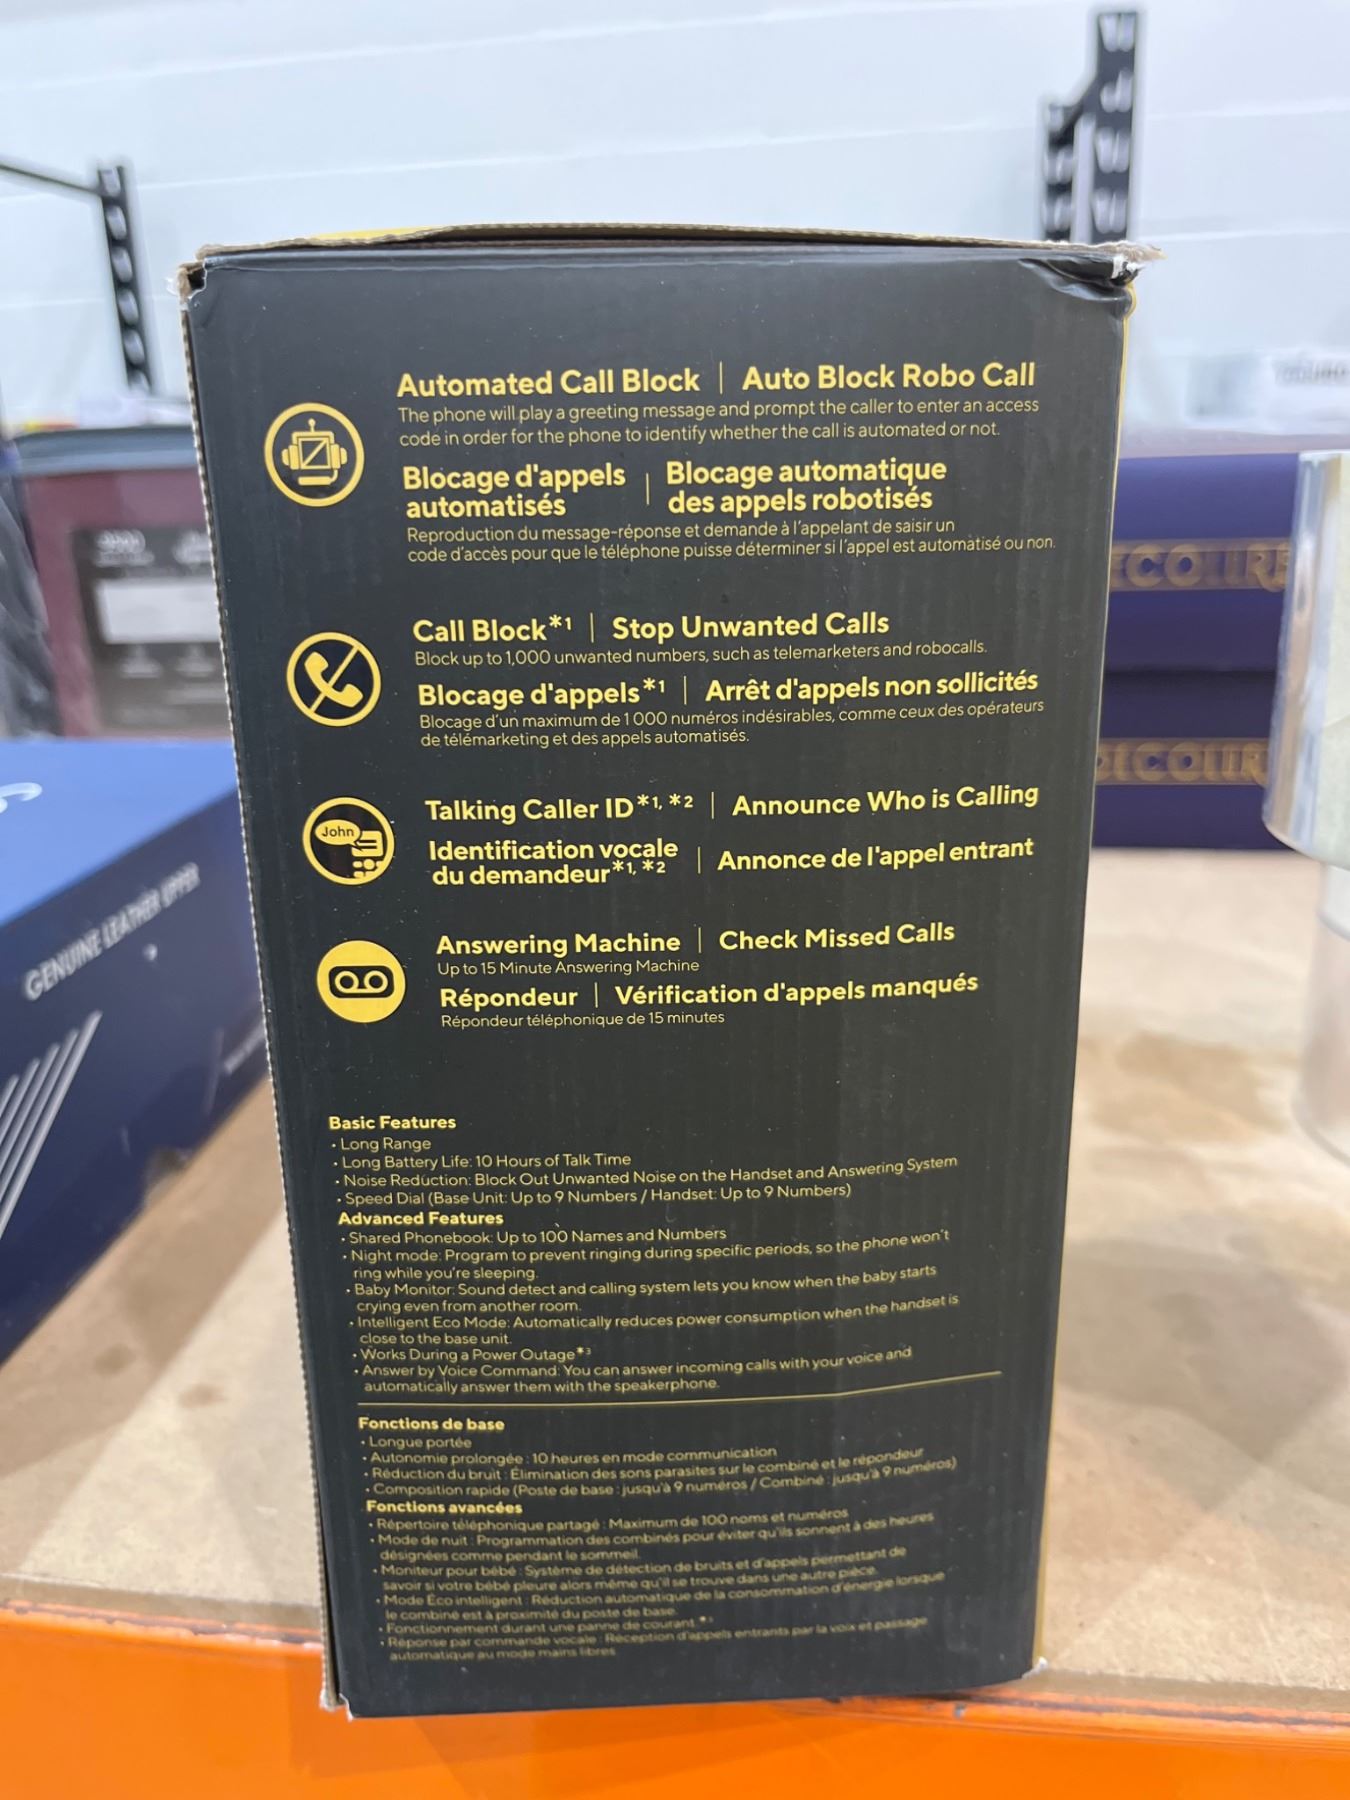 Automated Call Block | Auto Block Robo Call
The phone will play a greeting message and prompt the caller to enter an access
code in order for the phone to identify whether the call is automated or not.
Blocage d'appels automatisés | Blocage automatique des appels robotisés
Reproduction du message-réponse et demande à l'appelant de saisir un
code d'accès pour que le téléphone puisse déterminer si l'appel est automatisé ou non.
Call Block*1 | Stop Unwanted Calls
Block up to 1,000 unwanted numbers, such as telemarketers and robocalls.
Blocage d'appels*1 | Arrêt d'appels non sollicités
Blocage d'un maximum de 1 000 numéros indésirables, comme ceux des opérateurs
de télémarketing et des appels automatisés.
John
Talking Caller ID*1, *2 | Announce Who is Calling
Identification vocale du demandeur*1, *2 | Annonce de l'appel entrant
Answering Machine | Check Missed Calls
Up to 15 Minute Answering Machine
Répondeur | Vérification d'appels manqués
Répondeur téléphonique de 15 minutes
Basic Features
• Long Range
• Long Battery Life: 10 Hours of Talk Time
• Noise Reduction: Block Out Unwanted Noise on the Handset and Answering System
• Speed Dial (Base Unit: Up to 9 Numbers / Handset: Up to 9 Numbers)
Advanced Features
• Shared Phonebook: Up to 100 Names and Numbers
• Night mode: Program to prevent ringing during specific periods, so the phone won't
ring while you're sleeping.
• Baby Monitor: Sound detect and calling system lets you know when the baby starts
crying even from another room.
• Intelligent Eco Mode: Automatically reduces power consumption when the handset is
close to the base unit.
• Works During a Power Outage*3
• Answer by Voice Command: You can answer incoming calls with your voice and
automatically answer them with the speakerphone.
Fonctions de base
• Longue portée
• Autonomie prolongée : 10 heures en mode communication
• Réduction du bruit : Élimination des sons parasites sur le combiné et le répondeur
• Composition rapide (Poste de base : jusqu'à 9 numéros / Combiné : jusqu'à 9 numéros)
Fonctions avancées
• Répertoire téléphonique partagé : Maximum de 100 noms et numéros
• Mode de nuit : Programmation des combinés pour éviter qu'ils sonnent à des heures
désignées comme pendant le sommeil.
• Moniteur pour bébé : Système de détection de bruits et d'appels permettant de
savoir si votre bébé pleure alors même qu'il se trouve dans une autre pièce.
• Mode Éco intelligent : Réduction automatique de la consommation d'énergie lorsque
le combiné est à proximité du poste de base.
• Fonctionnement durant une panne de courant
• Réponse par commande vocale : Réception d'appels entrants par la voix et passage
automatique au mode mains libres
GENUINE LEATHER UPPER